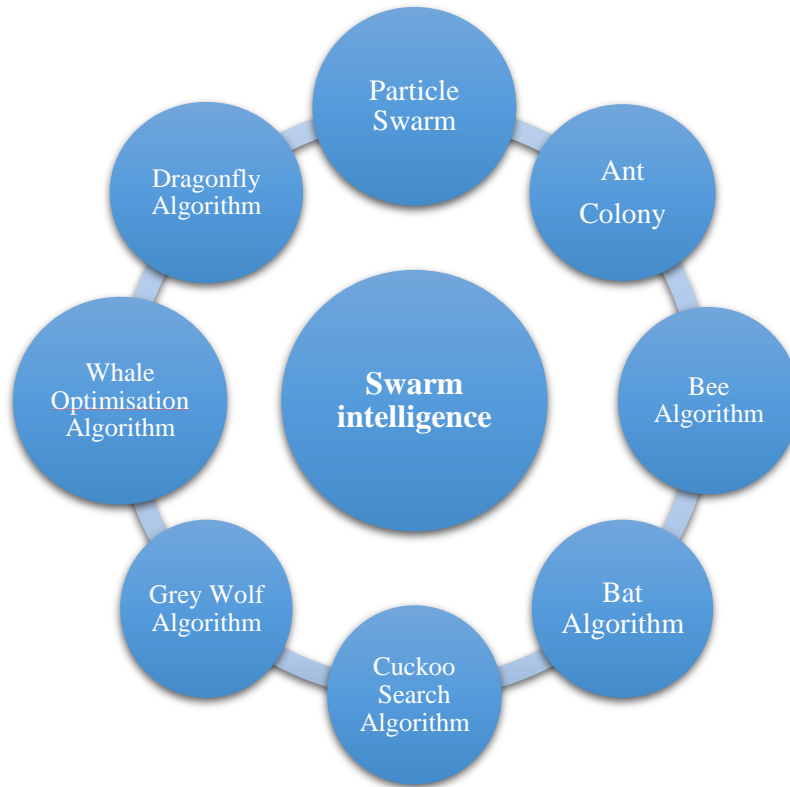 Particle
Swarm
Ant
Colony
Bee
Algorithm
Bat
Algorithm
Cuckoo
Search
Algorithm
Grey Wolf
Algorithm
Whale
Optimisation
Algorithm
Dragonfly
Algorithm
Swarm
intelligence